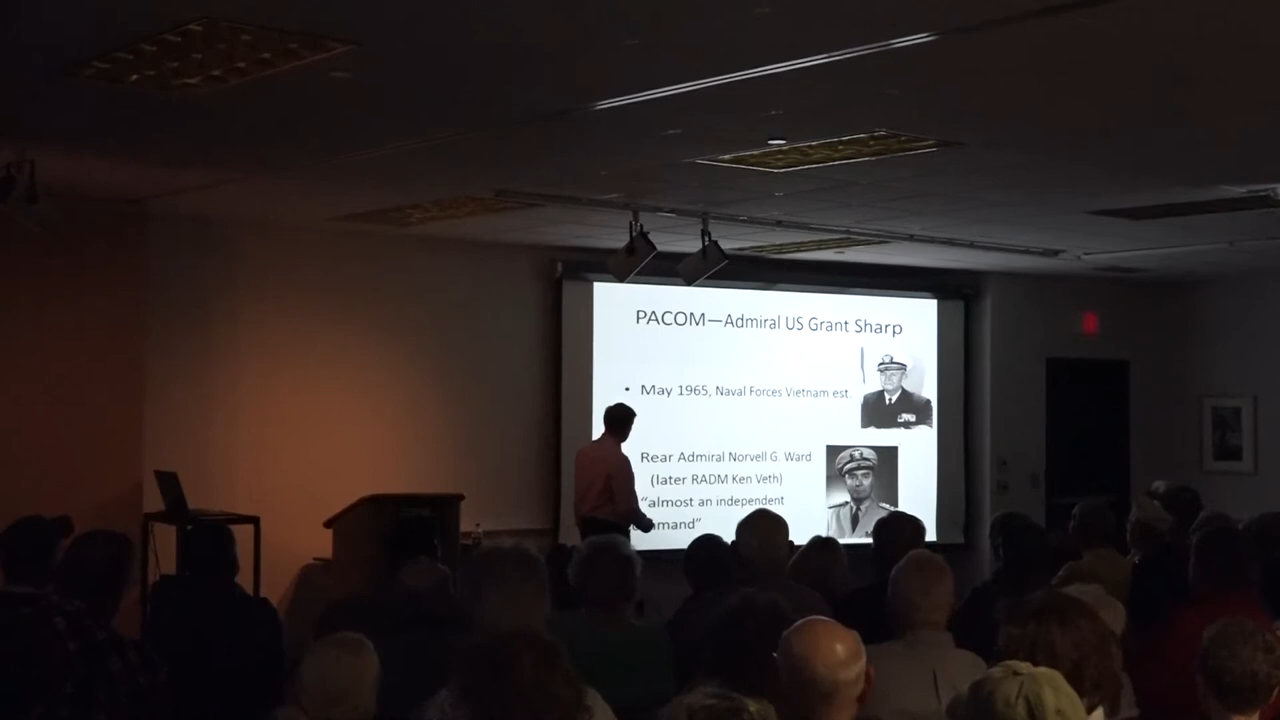 PACOM—Admiral US Grant Sharp
• May 1965, Naval Forces Vietnam est.
Rear Admiral Norvell G. Ward
(later RADM Ken Veth)
"almost an independent
mmand"